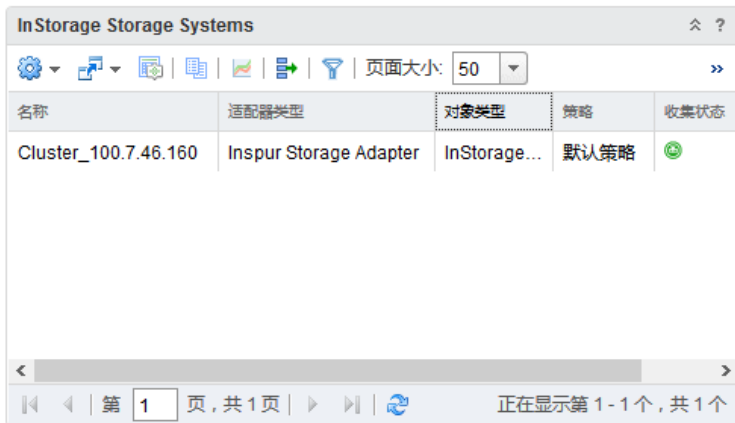 InStorage Storage Systems
?
页面大小: 50 »
名称 适配器类型 对象类型 策略 收集状态
Cluster_100.7.46.160 Inspur Storage Adapter InStorage... 默认策略
第 1 页，共1页 正在显示第 1 - 1 个，共 1 个